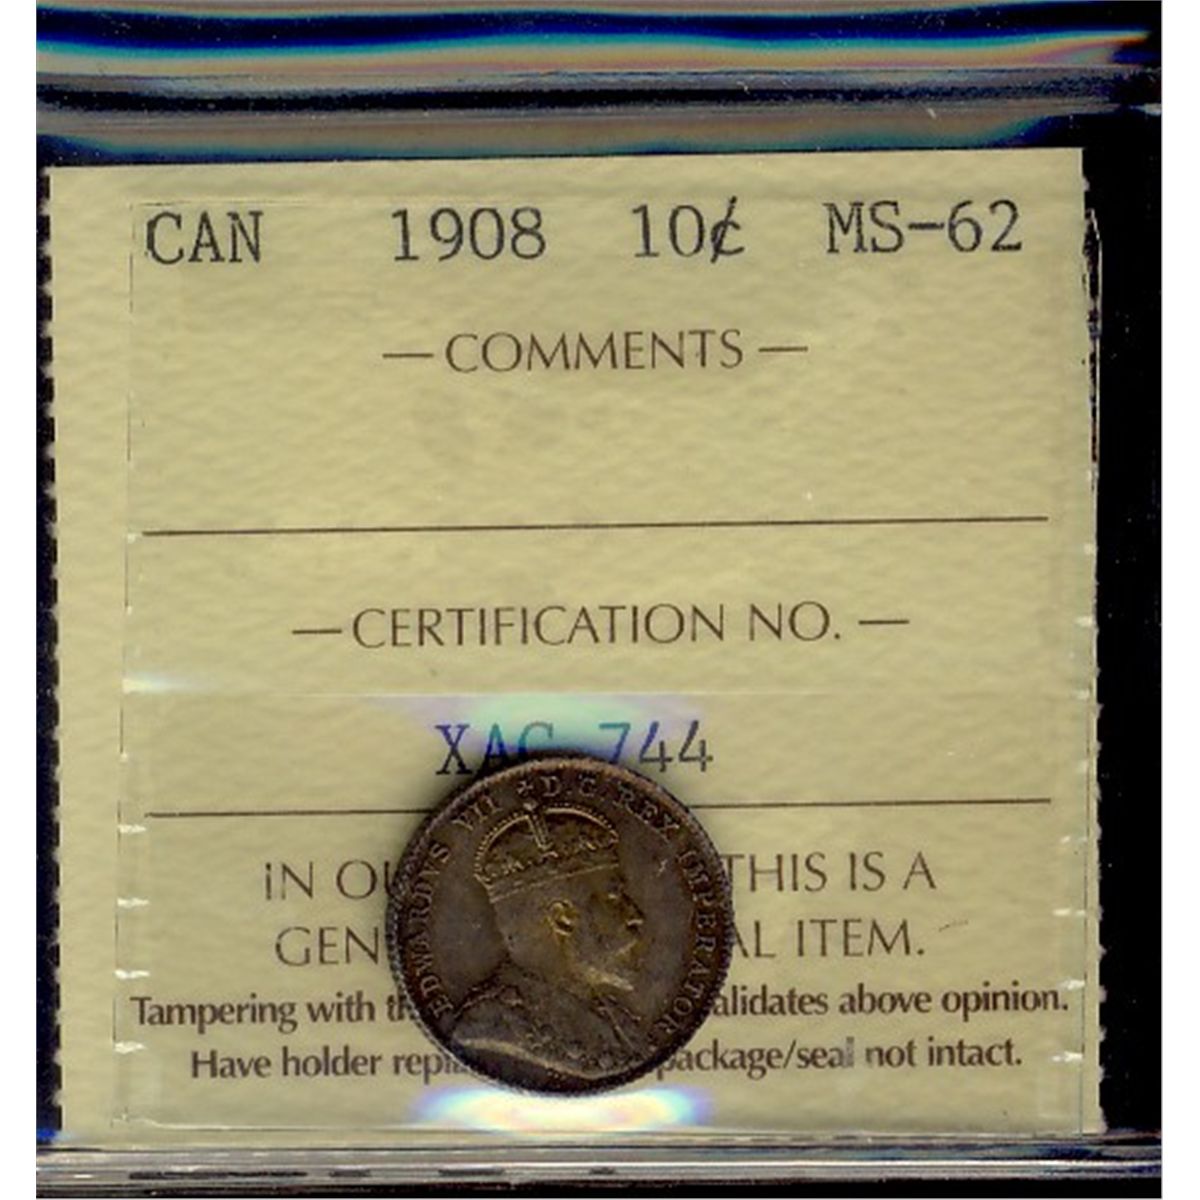 CAN 1908 10¢ MS-62
— COMMENTS —
— CERTIFICATION NO. —
XAG 744
EDWARDVS VII ✠ D. G. REX IMPERATOR
IN OU THIS IS A
GEN AL ITEM.
Tampering with th alidates above opinion.
Have holder repl package/seal not intact.